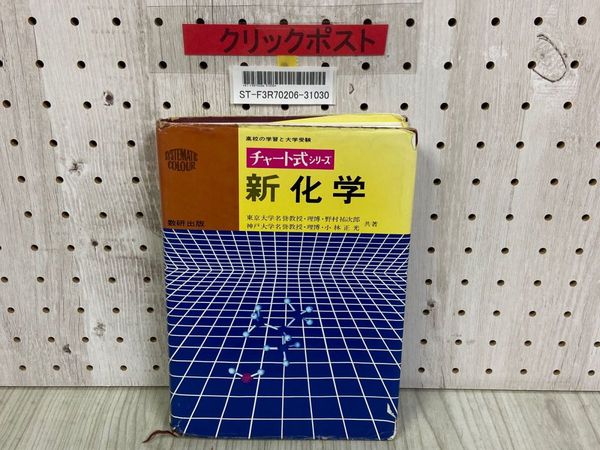 クリックポスト
ST-F3R70206-31030
高校の学習と大学受験
SYSTEMATIC
COLOUR
チャート式シリーズ
新化学
数研出版
東京大学名誉教授・理博・野村祐次郎
神戸大学名誉教授・理博・小林正光
共著